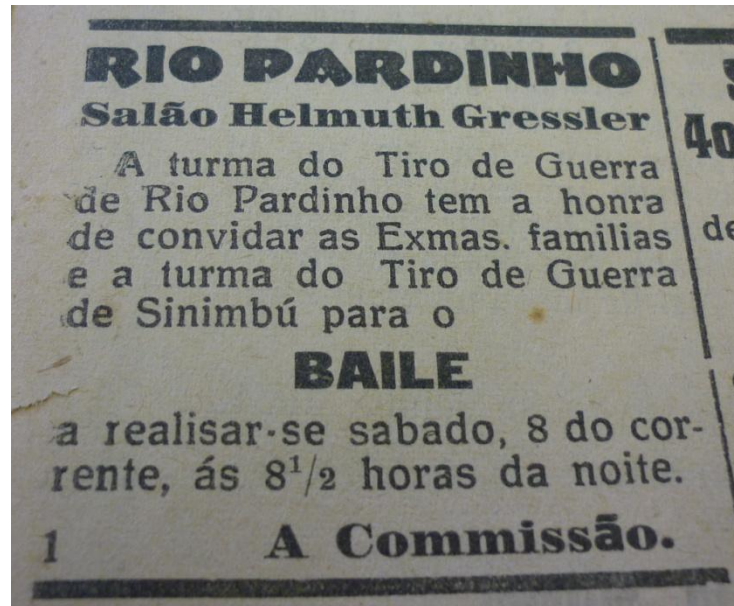 RIO PARDINHO
Salão Helmuth Gressler
A turma do Tiro de Guerra
de Rio Pardinho tem a honra
de convidar as Exmas. familias
e a turma do Tiro de Guerra
de Sinimbú para o
BAILE
a realisar-se sabado, 8 do cor-
rente, ás 8 1/2 horas da noite.
1 A Commissão.